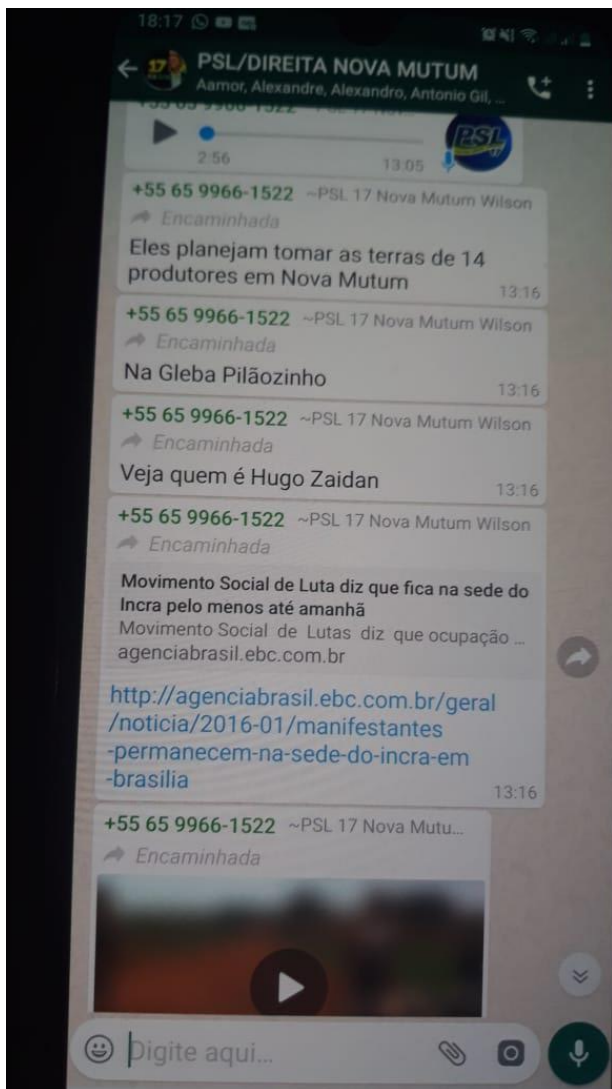 18:17
PSL/DIREITA NOVA MUTUM
Aamor, Alexandre, Alexandro, Antonio Gil, ...
2:56
13:05
PSL
+55 65 9966-1522 ~PSL 17 Nova Mutum Wilson
Encaminhada
Eles planejam tomar as terras de 14
produtores em Nova Mutum
13:16
+55 65 9966-1522 ~PSL 17 Nova Mutum Wilson
Encaminhada
Na Gleba Pilãozinho
13:16
+55 65 9966-1522 ~PSL 17 Nova Mutum Wilson
Encaminhada
Veja quem é Hugo Zaidan
13:16
+55 65 9966-1522 ~PSL 17 Nova Mutum Wilson
Encaminhada
Movimento Social de Luta diz que fica na sede do
Incra pelo menos até amanhã
Movimento Social de Lutas diz que ocupação ...
agenciabrasil.ebc.com.br
http://agenciabrasil.ebc.com.br/geral
/noticia/2016-01/manifestantes
-permanecem-na-sede-do-incra-em
-brasilia
13:16
+55 65 9966-1522 ~PSL 17 Nova Mutu...
Encaminhada
Digite aqui...